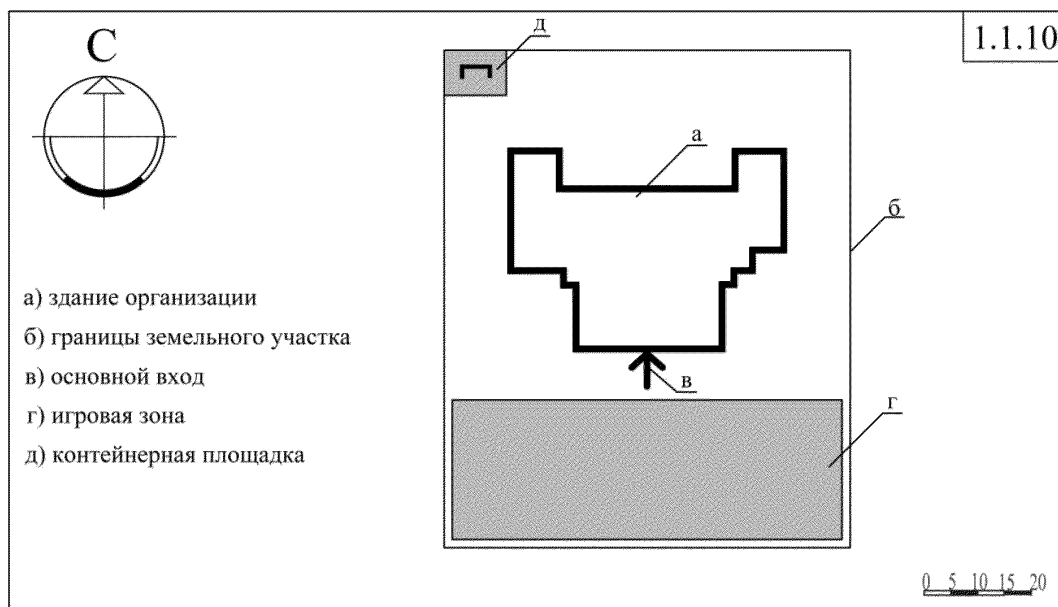 1.1.10
С
д
а
б
а) здание организации
б) границы земельного участка
в) основной вход
г) игровая зона
д) контейнерная площадка
в
г
0 5 10 15 20